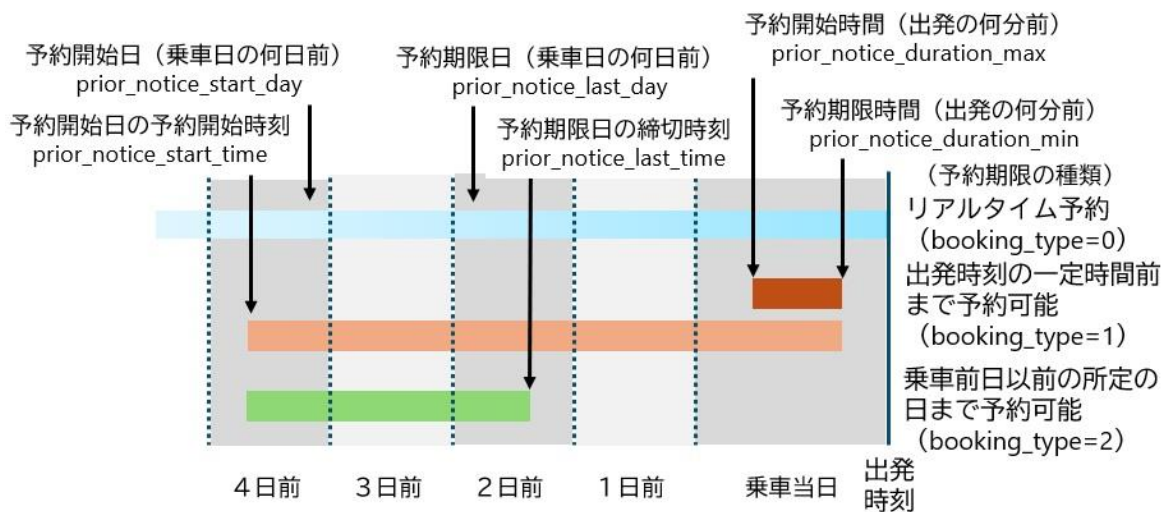 予約開始時間（出発の何分前）
prior_notice_duration_max
予約開始日（乗車日の何日前）
prior_notice_start_day
予約期限日（乗車日の何日前）
prior_notice_last_day
予約期限時間（出発の何分前）
prior_notice_duration_min
予約開始日の予約開始時刻
prior_notice_start_time
予約期限日の締切時刻
prior_notice_last_time
（予約期限の種類）
リアルタイム予約
（booking_type=0）
出発時刻の一定時間前
まで予約可能
（booking_type=1）
乗車前日以前の所定の
日まで予約可能
（booking_type=2）
４日前
３日前
２日前
１日前
乗車当日
出発
時刻